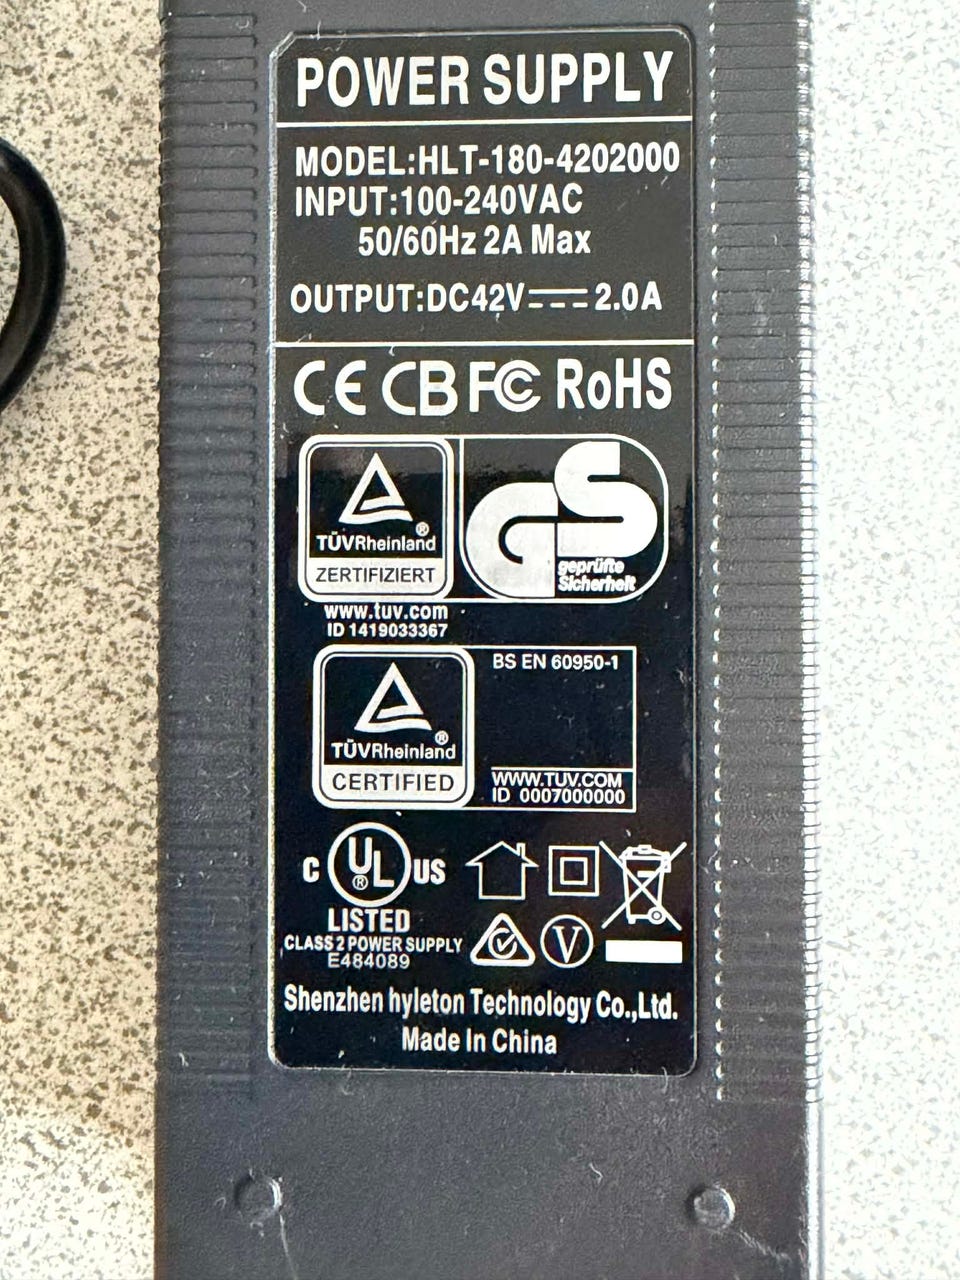 POWER SUPPLY
MODEL:HLT-180-4202000
INPUT:100-240VAC
50/60Hz 2A Max
OUTPUT:DC42V⎓2.0A
CE CB FC RoHS
TÜVRheinland®
ZERTIFIZIERT
GS
geprüfte
Sicherheit
www.tuv.com
ID 1419033367
TÜVRheinland®
CERTIFIED
BS EN 60950-1
WWW.TUV.COM
ID 0007000000
C UL® US
LISTED
CLASS 2 POWER SUPPLY
E484089
V
Shenzhen hyleton Technology Co.,Ltd.
Made In China